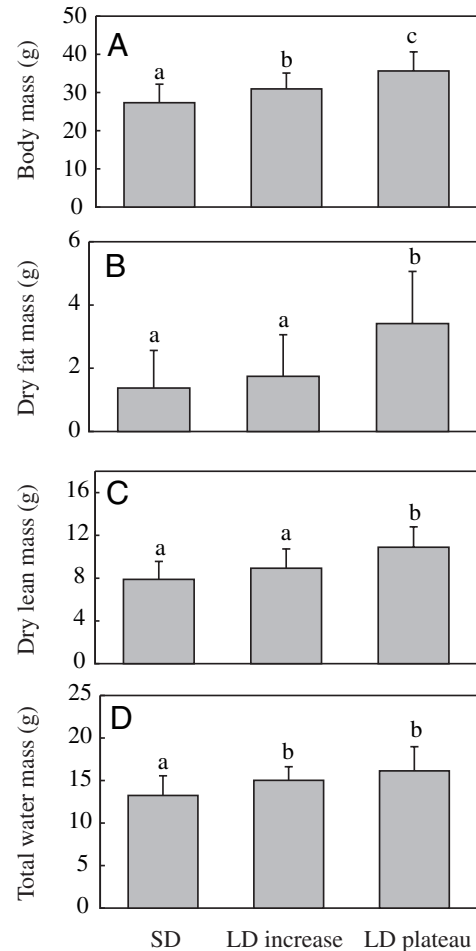 A
Body mass (g)
50
40
30
20
10
0
a
b
c
B
Dry fat mass (g)
6
4
2
0
a
a
b
C
Dry lean mass (g)
16
12
8
4
0
a
a
b
D
Total water mass (g)
25
20
15
10
5
0
a
b
b
SD LD increase LD plateau